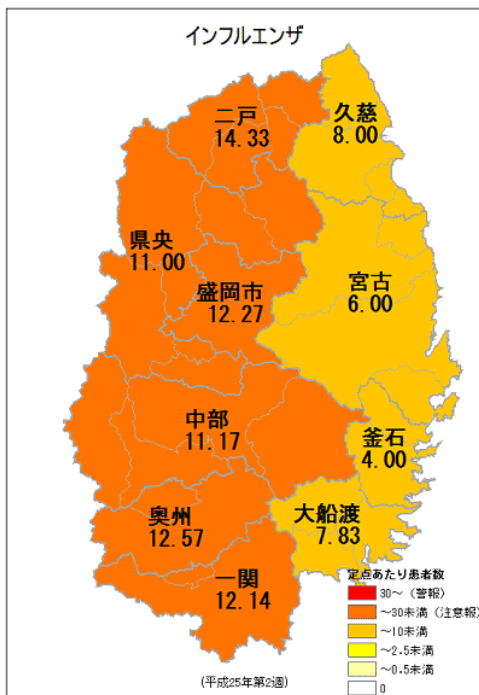 インフルエンザ
二戸
14.33
久慈
8.00
県央
11.00
盛岡市
12.27
宮古
6.00
中部
11.17
釜石
4.00
奥州
12.57
大船渡
7.83
一関
12.14
定点あたり患者数
30～（警報）
～30未満（注意報）
～10未満
～2.5未満
～0.5未満
0
(平成25年第2週)